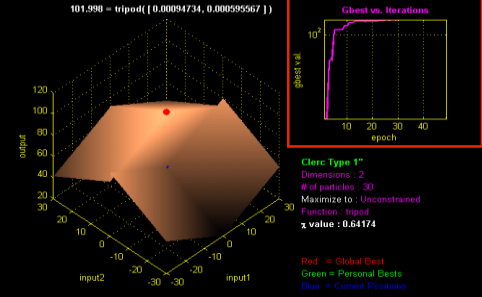 101.998 = tripod( [ 0.00094734, 0.000595567 ] )
Gbest vs. Iterations
10²
gbest val.
10 20 30 40
epoch
120
100
80
60
40
20
output
30
20
10
0
-10
-20
-30
input2
30
20
10
0
-10
-20
-30
input1
Clerc Type 1"
Dimensions : 2
# of particles : 30
Maximize to : Unconstrained
Function : tripod
χ value : 0.64174
Red = Global Best
Green = Personal Bests
Blue = Current Positions